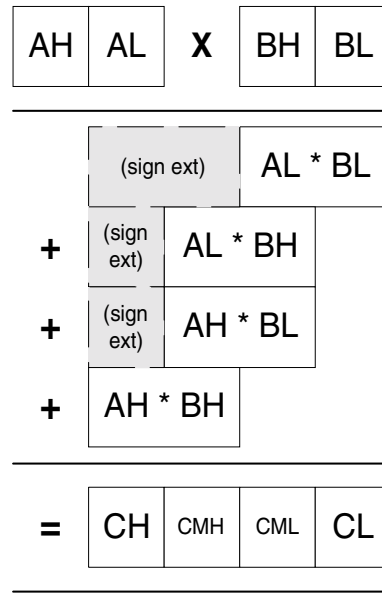 AH AL X BH BL
(sign ext) AL * BL
+ (sign ext) AL * BH
+ (sign ext) AH * BL
+ AH * BH
= CH CMH CML CL